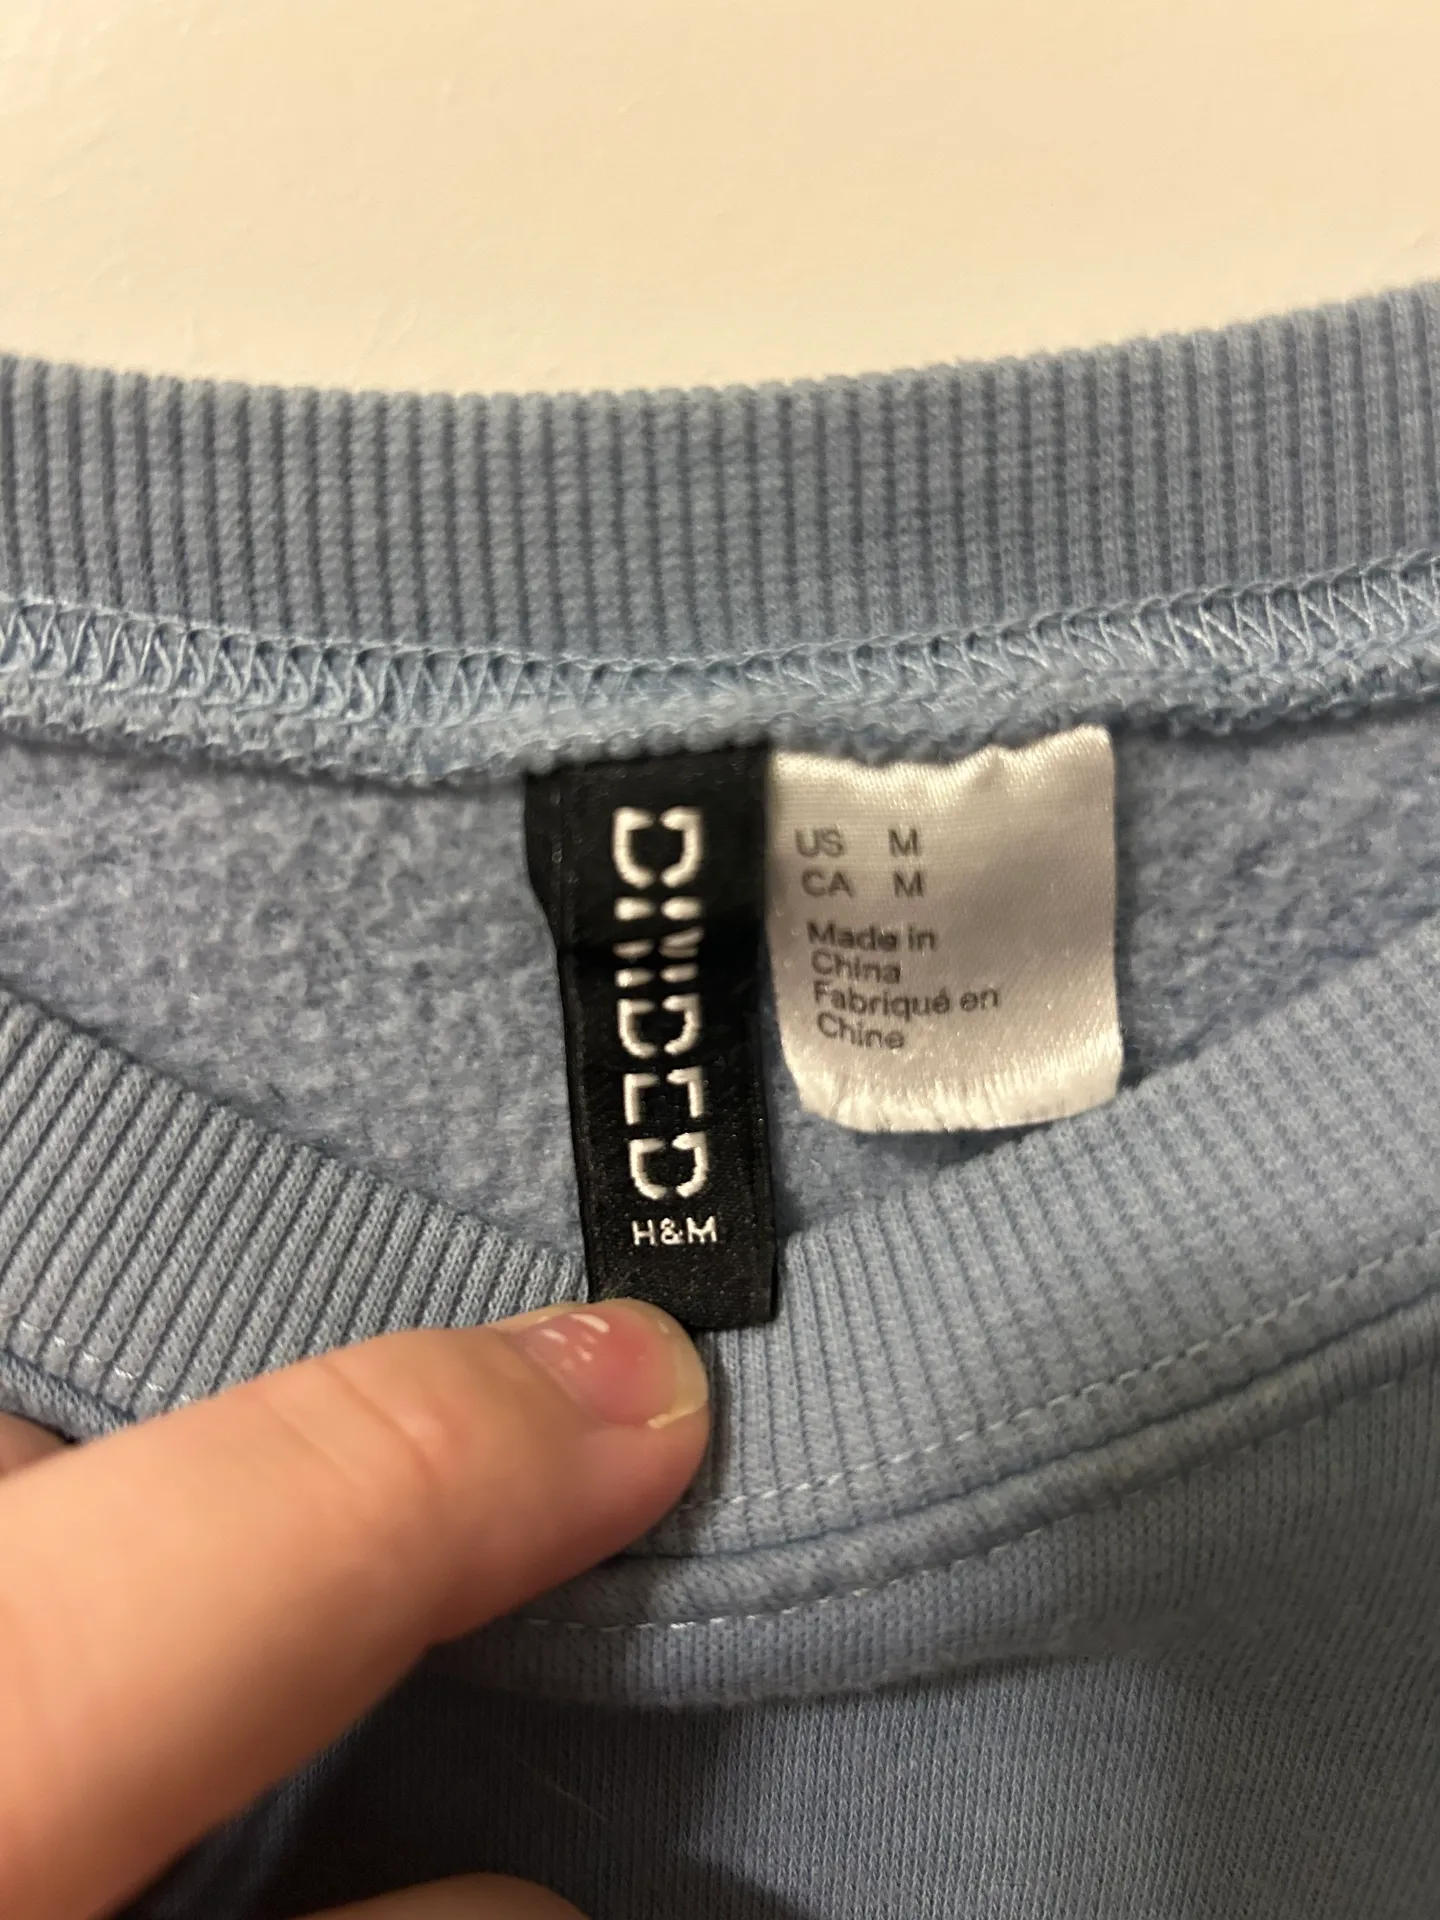 DIVIDED
H&M
US M
CA M
Made in
China
Fabriqué en
Chine